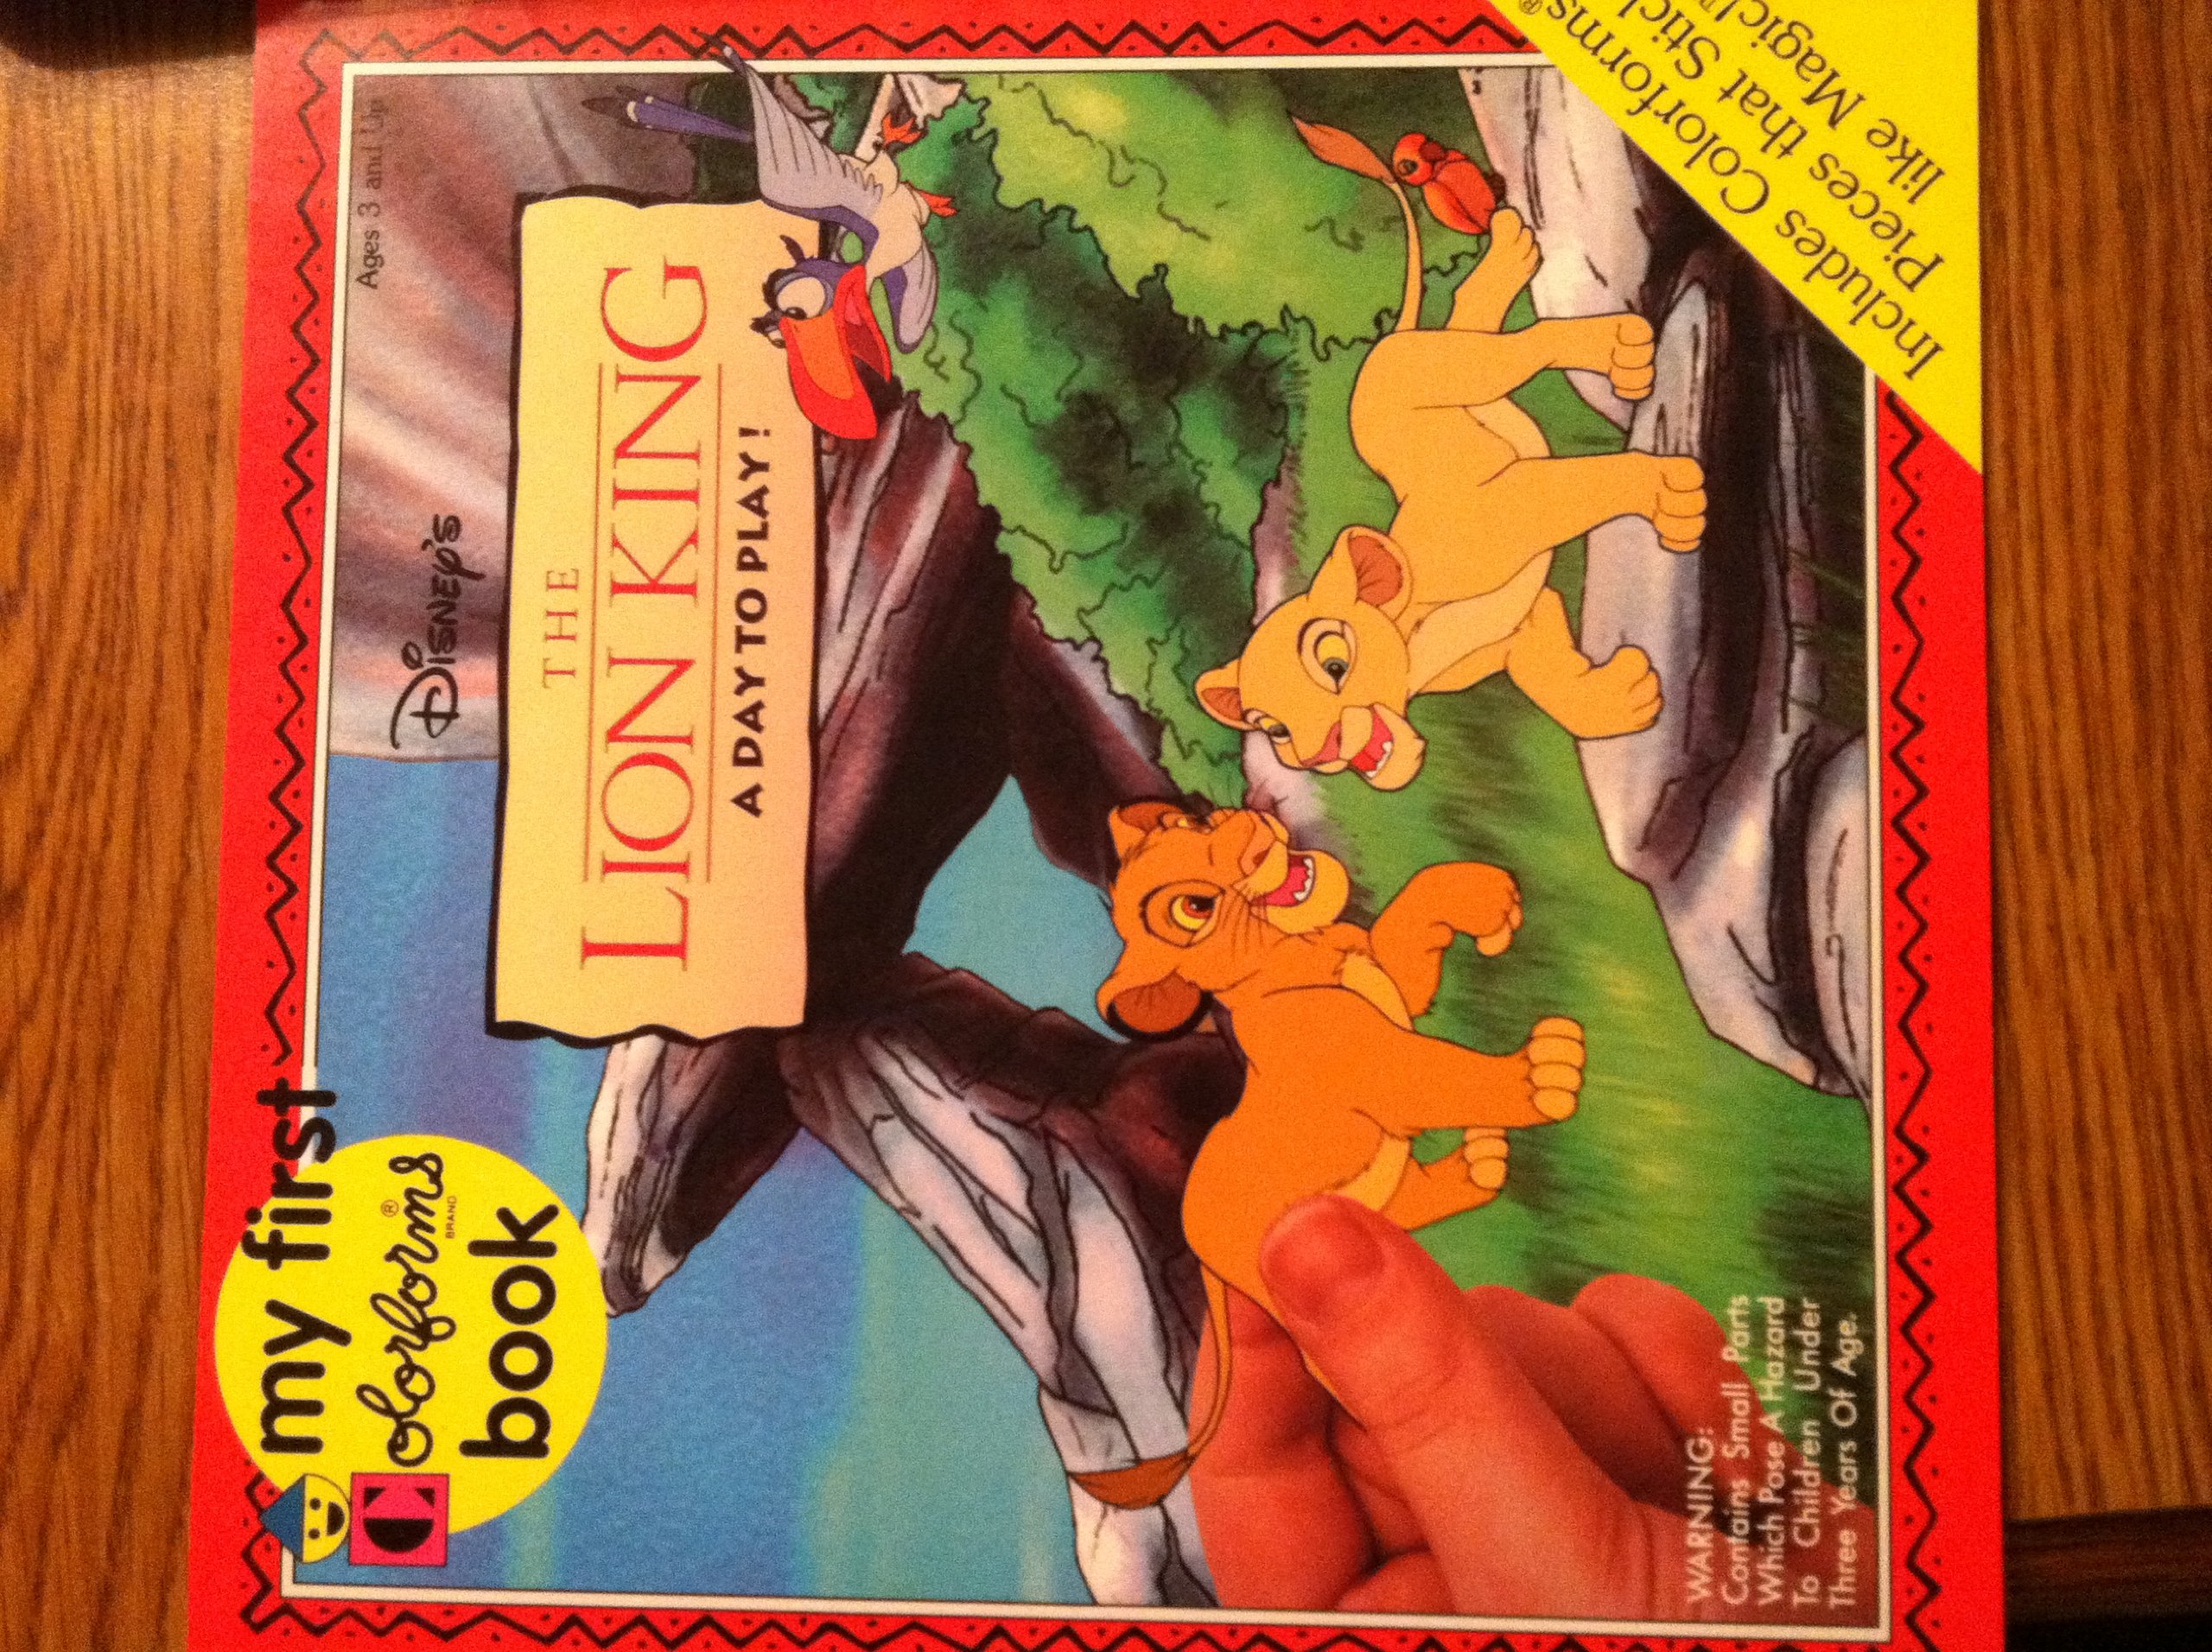 my first
Colorforms®
BRAND
book
Ages 3 and Up
DISNEY'S
THE
LION KING
A DAY TO PLAY!
WARNING:
Contains Small Parts
Which Pose A Hazard
To Children Under
Three Years Of Age.
Includes Colorforms®
Pieces that Stick
like Magic!™